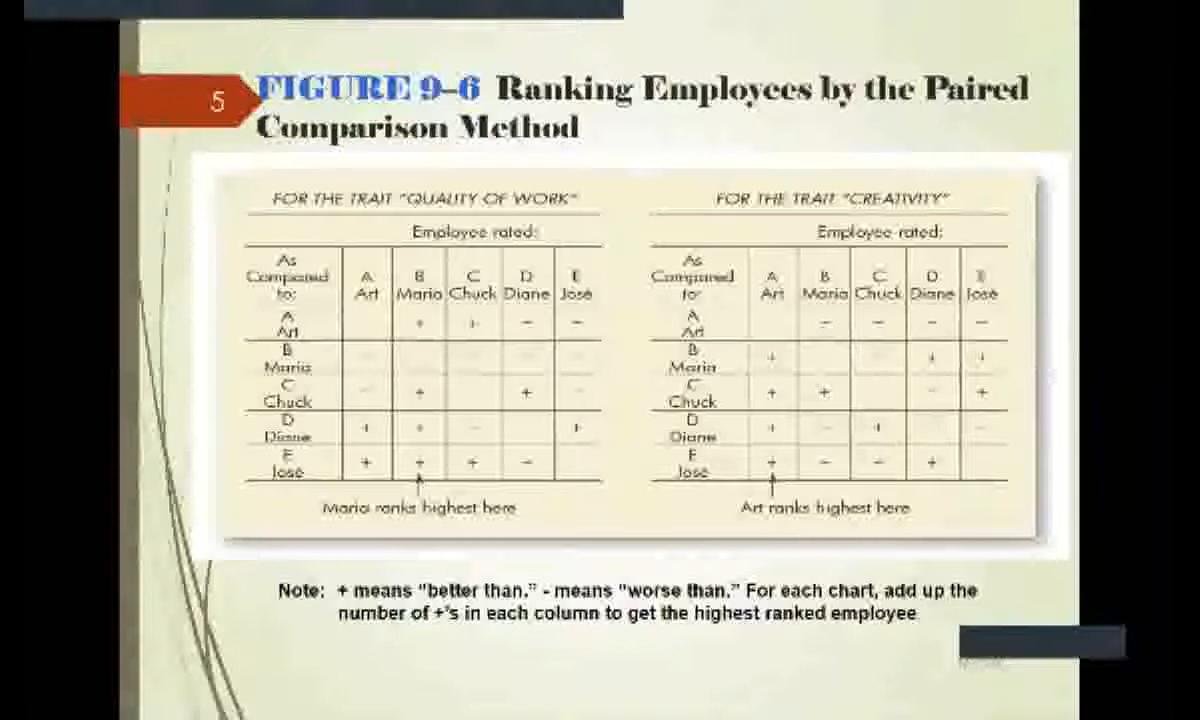 5
FIGURE 9–6 Ranking Employees by the Paired
Comparison Method
FOR THE TRAIT "QUALITY OF WORK"
Employee rated:
As
Compared
to:
A
Art
B
Maria
C
Chuck
D
Diane
E
José
A
Art
+ + – –
B
Maria
– – – –
C
Chuck
– + + –
D
Diane
+ + – +
E
José
+ + + –
Maria ranks highest here
FOR THE TRAIT "CREATIVITY"
Employee rated:
As
Compared
to:
A
Art
B
Maria
C
Chuck
D
Diane
E
José
A
Art
– – – –
B
Maria
+ – + +
C
Chuck
+ + – +
D
Diane
+ – + –
E
José
+ – – +
Art ranks highest here
Note: + means "better than." - means "worse than." For each chart, add up the
number of +'s in each column to get the highest ranked employee